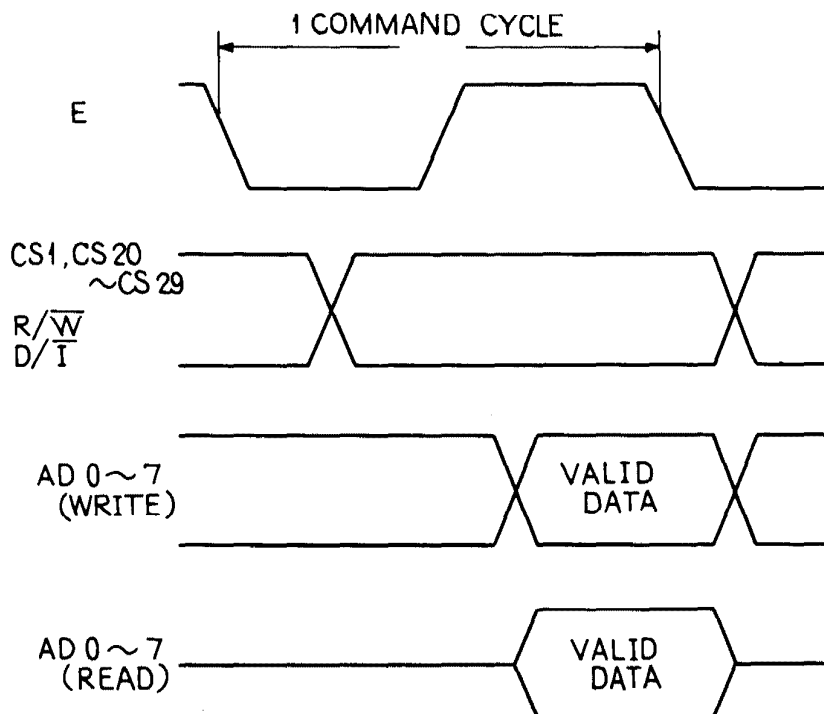 1 COMMAND CYCLE
E
CS1, CS20
~CS29
R/W̅
D/I̅
AD 0~7
(WRITE)
VALID
DATA
AD 0~7
(READ)
VALID
DATA